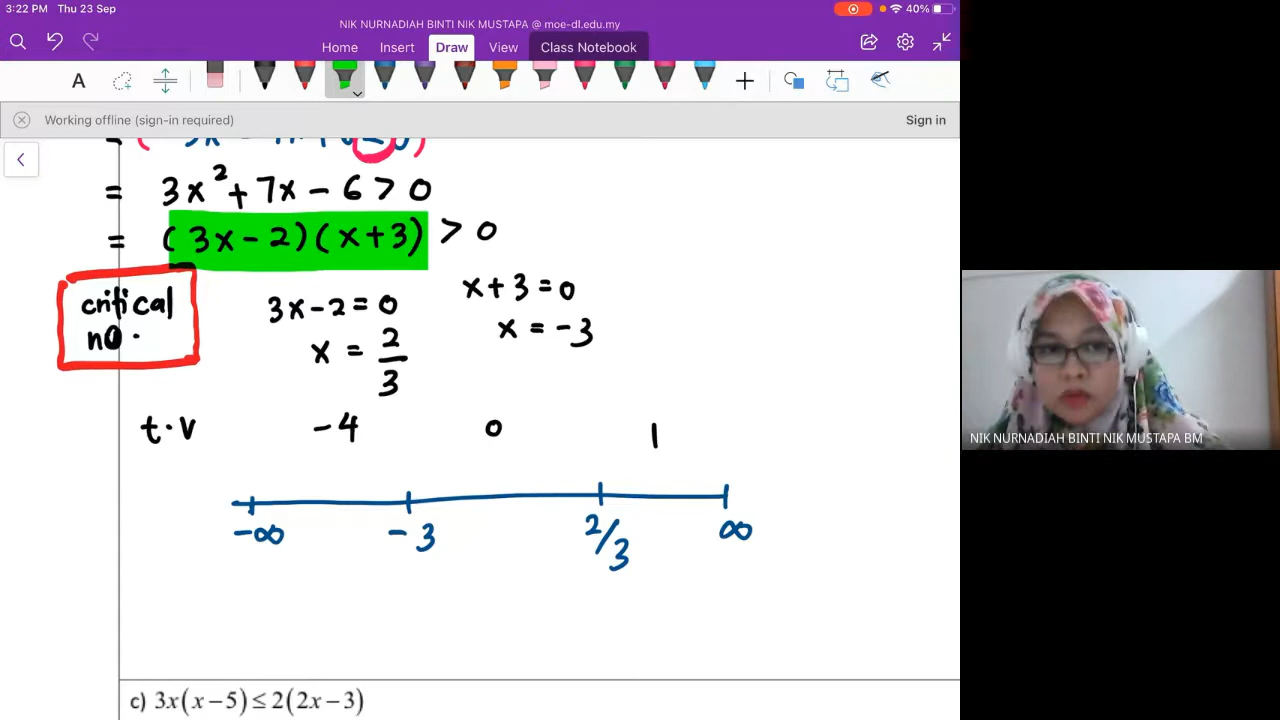 3:22 PM Thu 23 Sep
40%
NIK NURNADIAH BINTI NIK MUSTAPA @ moe-dl.edu.my
Home Insert Draw View Class Notebook
A
Working offline (sign-in required) Sign in
= 3x² + 7x - 6 > 0
= (3x - 2)(x + 3) > 0
critical
no.
3x - 2 = 0
x = 2/3
x + 3 = 0
x = -3
t.v -4 0 1
-∞ -3 2/3 ∞
c) 3x(x-5) ≤ 2(2x-3)
NIK NURNADIAH BINTI NIK MUSTAPA BM